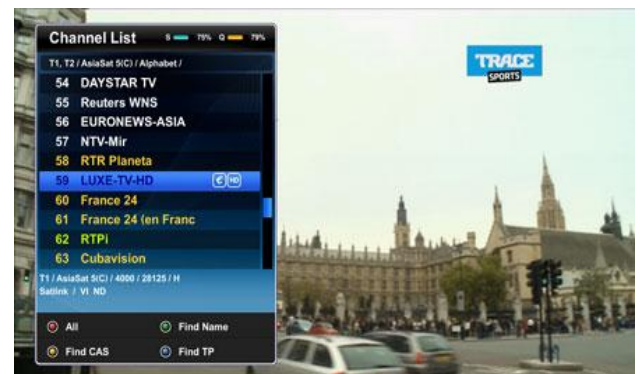 Channel List S 75% Q 79%
T1, T2 / AsiaSat 5(C) / Alphabet /
54 DAYSTAR TV
55 Reuters WNS
56 EURONEWS-ASIA
57 NTV-Mir
58 RTR Planeta
59 LUXE-TV-HD € HD
60 France 24
61 France 24 (en Franc
62 RTPi
63 Cubavision
T1 / AsiaSat 5(C) / 4000 / 28125 / H
Satlink / VI ND
All Find Name
Find CAS Find TP
TRACE
SPORTS